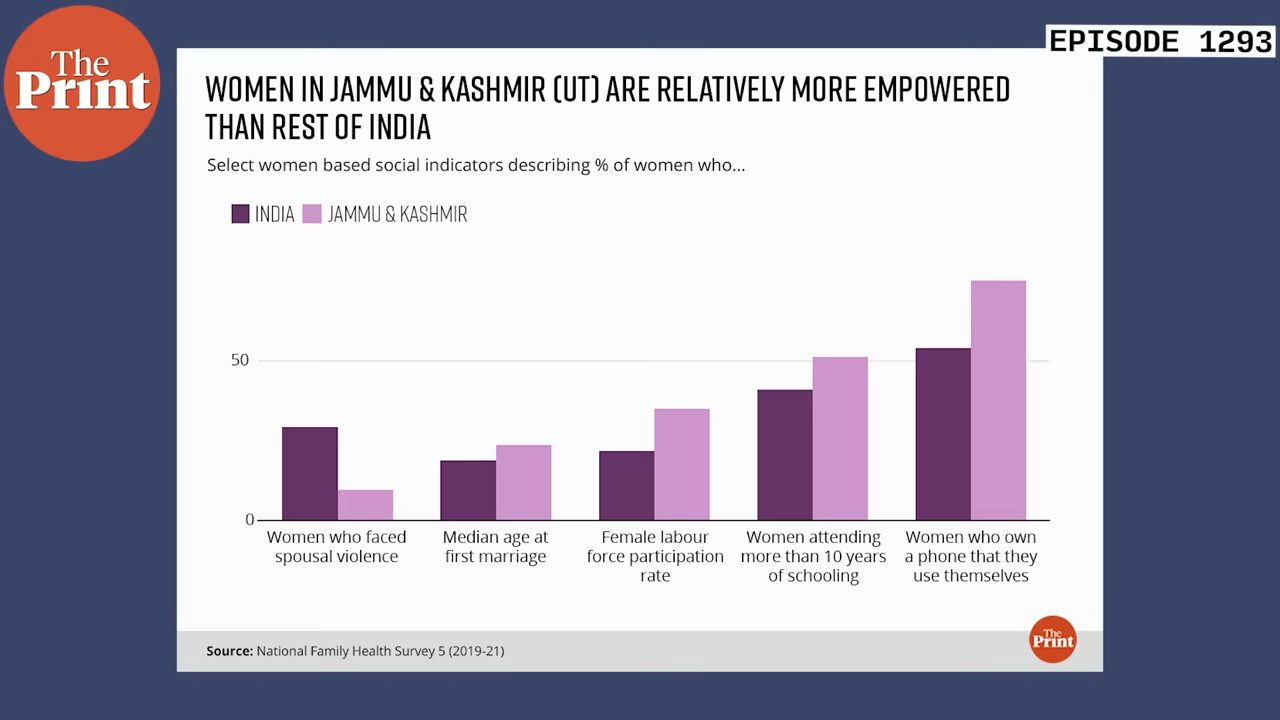 The
Print
EPISODE 1293
WOMEN IN JAMMU & KASHMIR (UT) ARE RELATIVELY MORE EMPOWERED
THAN REST OF INDIA
Select women based social indicators describing % of women who...
INDIA JAMMU & KASHMIR
50
0
Women who faced
spousal violence
Median age at
first marriage
Female labour
force participation
rate
Women attending
more than 10 years
of schooling
Women who own
a phone that they
use themselves
Source: National Family Health Survey 5 (2019-21)
The
Print